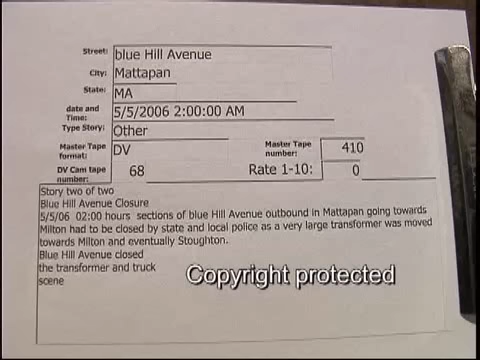 Street: blue Hill Avenue
City: Mattapan
State: MA
date and Time: 5/5/2006 2:00:00 AM
Type Story: Other
Master Tape format: DV Master Tape number: 410
DV Cam tape number: 68 Rate 1-10: 0
Story two of two
Blue Hill Avenue Closure
5/5/06 02:00 hours sections of blue Hill Avenue outbound in Mattapan going towards
Milton had to be closed by state and local police as a very large transformer was moved
towards Milton and eventually Stoughton.
Blue Hill Avenue closed
the transformer and truck
scene
Copyright protected